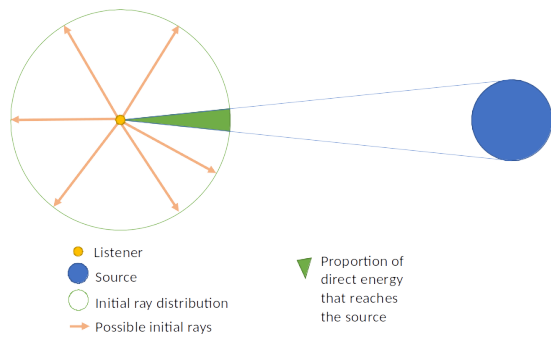 Listener
Source
Initial ray distribution
Possible initial rays
Proportion of
direct energy
that reaches
the source